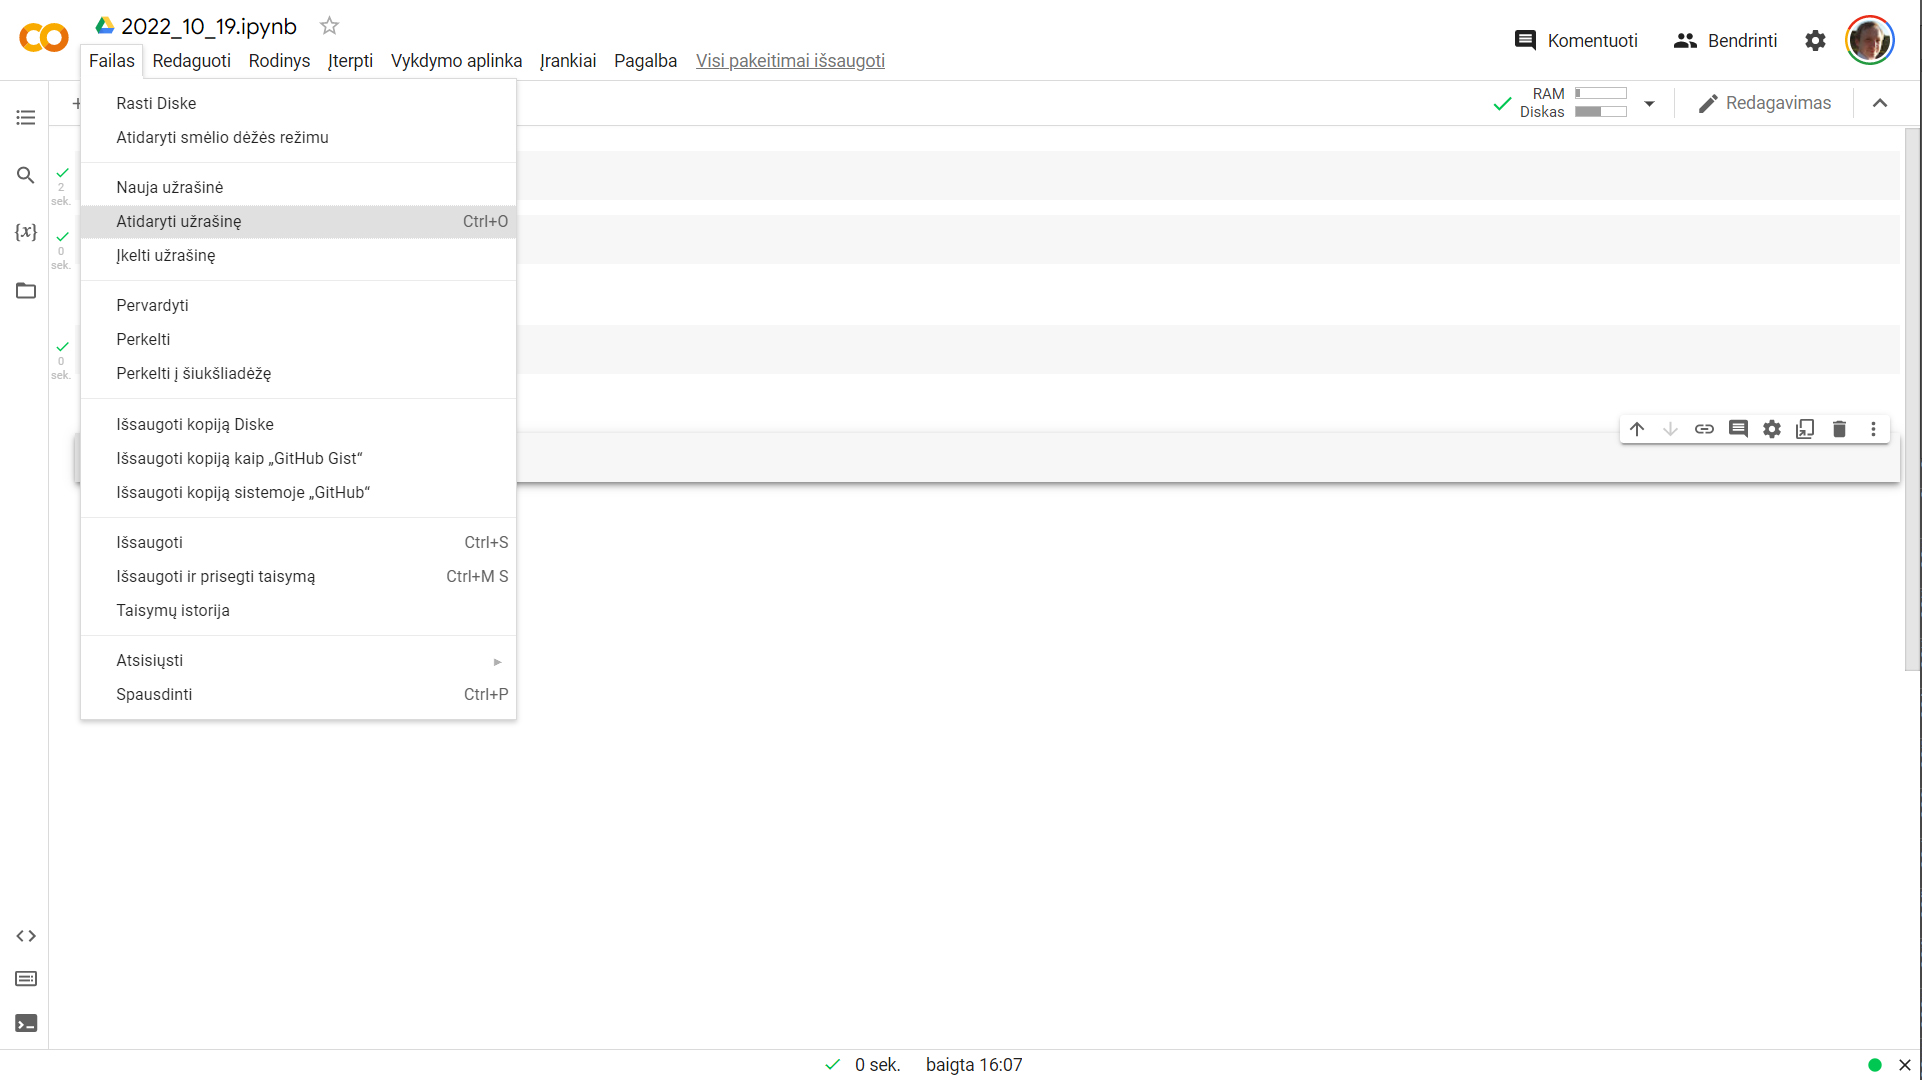 2022_10_19.ipynb
Failas Redaguoti Rodinys Įterpti Vykdymo aplinka Įrankiai Pagalba Visi pakeitimai išsaugoti
Komentuoti Bendrinti
RAM
Diskas
Redagavimas
Rasti Diske
Atidaryti smėlio dėžės režimu
Nauja užrašinė
Atidaryti užrašinę Ctrl+O
Įkelti užrašinę
Pervardyti
Perkelti
Perkelti į šiukšliadėžę
Išsaugoti kopiją Diske
Išsaugoti kopiją kaip „GitHub Gist“
Išsaugoti kopiją sistemoje „GitHub“
Išsaugoti Ctrl+S
Išsaugoti ir prisegti taisymą Ctrl+M S
Taisymų istorija
Atsisiųsti
Spausdinti Ctrl+P
2
sek.
0
sek.
0
sek.
{x}
0 sek. baigta 16:07